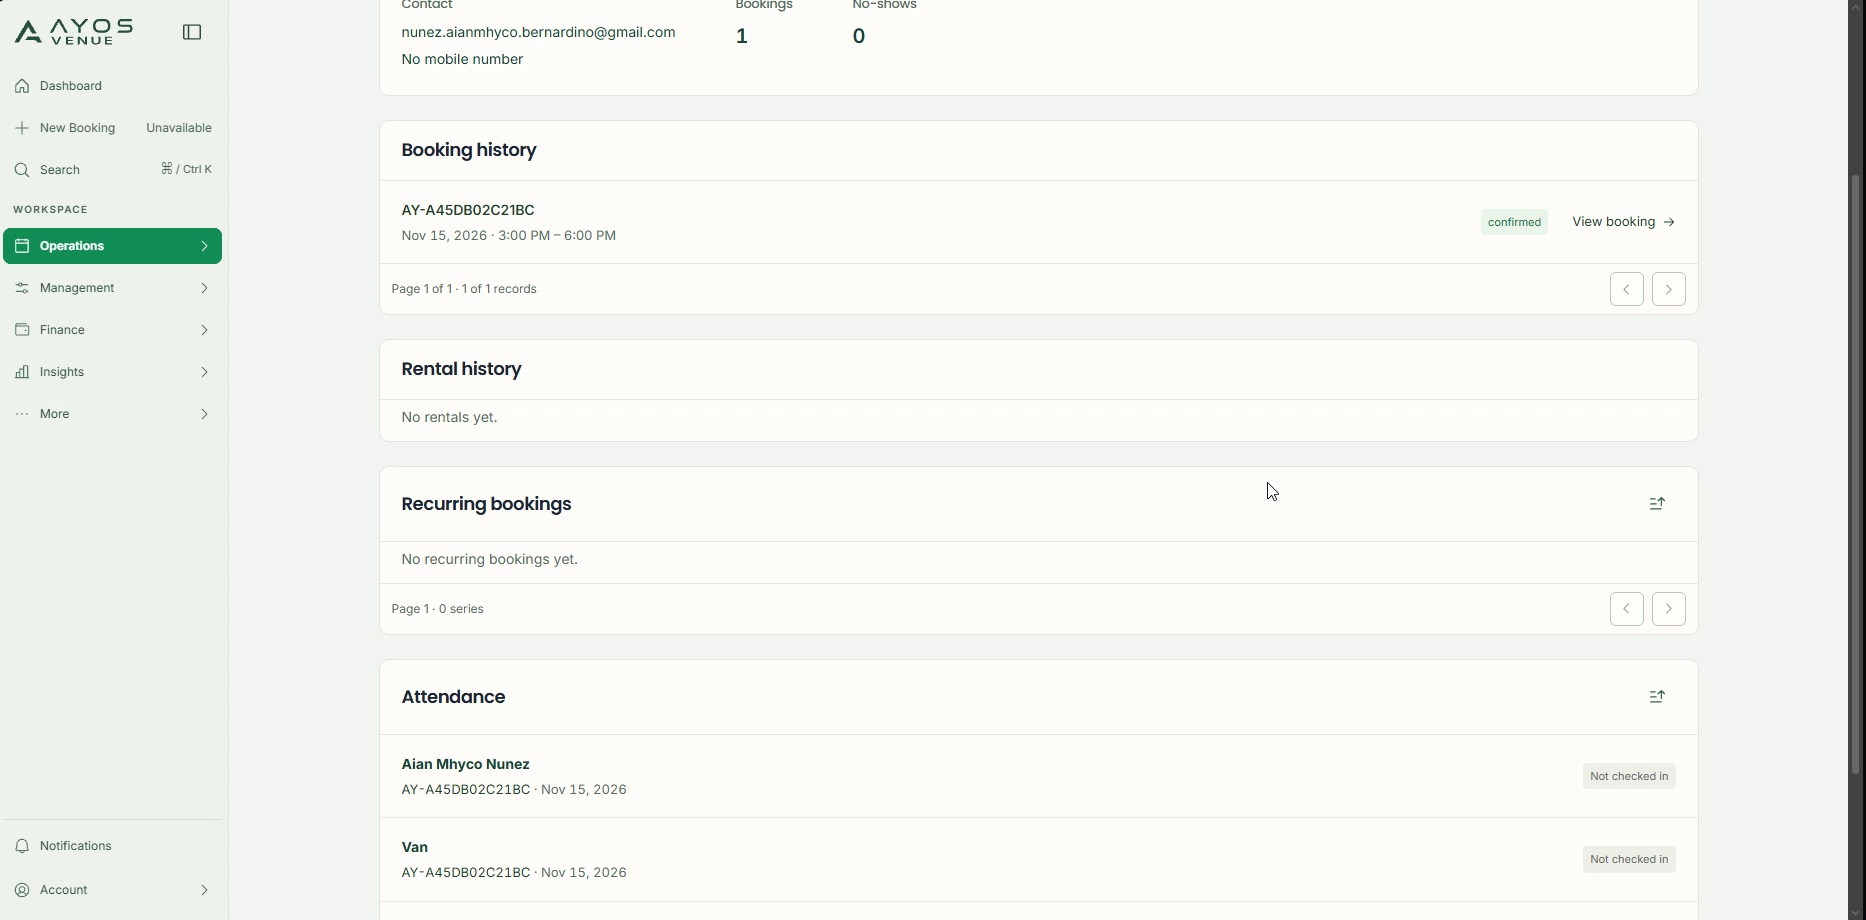 AYOS
VENUE
Dashboard
New Booking Unavailable
Search ⌘ / Ctrl K
WORKSPACE
Operations
Management
Finance
Insights
More
Notifications
Account
Contact Bookings No-shows
nunez.aianmhyco.bernardino@gmail.com 1 0
No mobile number
Booking history
AY-A45DB02C21BC
Nov 15, 2026 · 3:00 PM – 6:00 PM
confirmed View booking →
Page 1 of 1 · 1 of 1 records
Rental history
No rentals yet.
Recurring bookings
No recurring bookings yet.
Page 1 · 0 series
Attendance
Aian Mhyco Nunez
AY-A45DB02C21BC · Nov 15, 2026
Not checked in
Van
AY-A45DB02C21BC · Nov 15, 2026
Not checked in